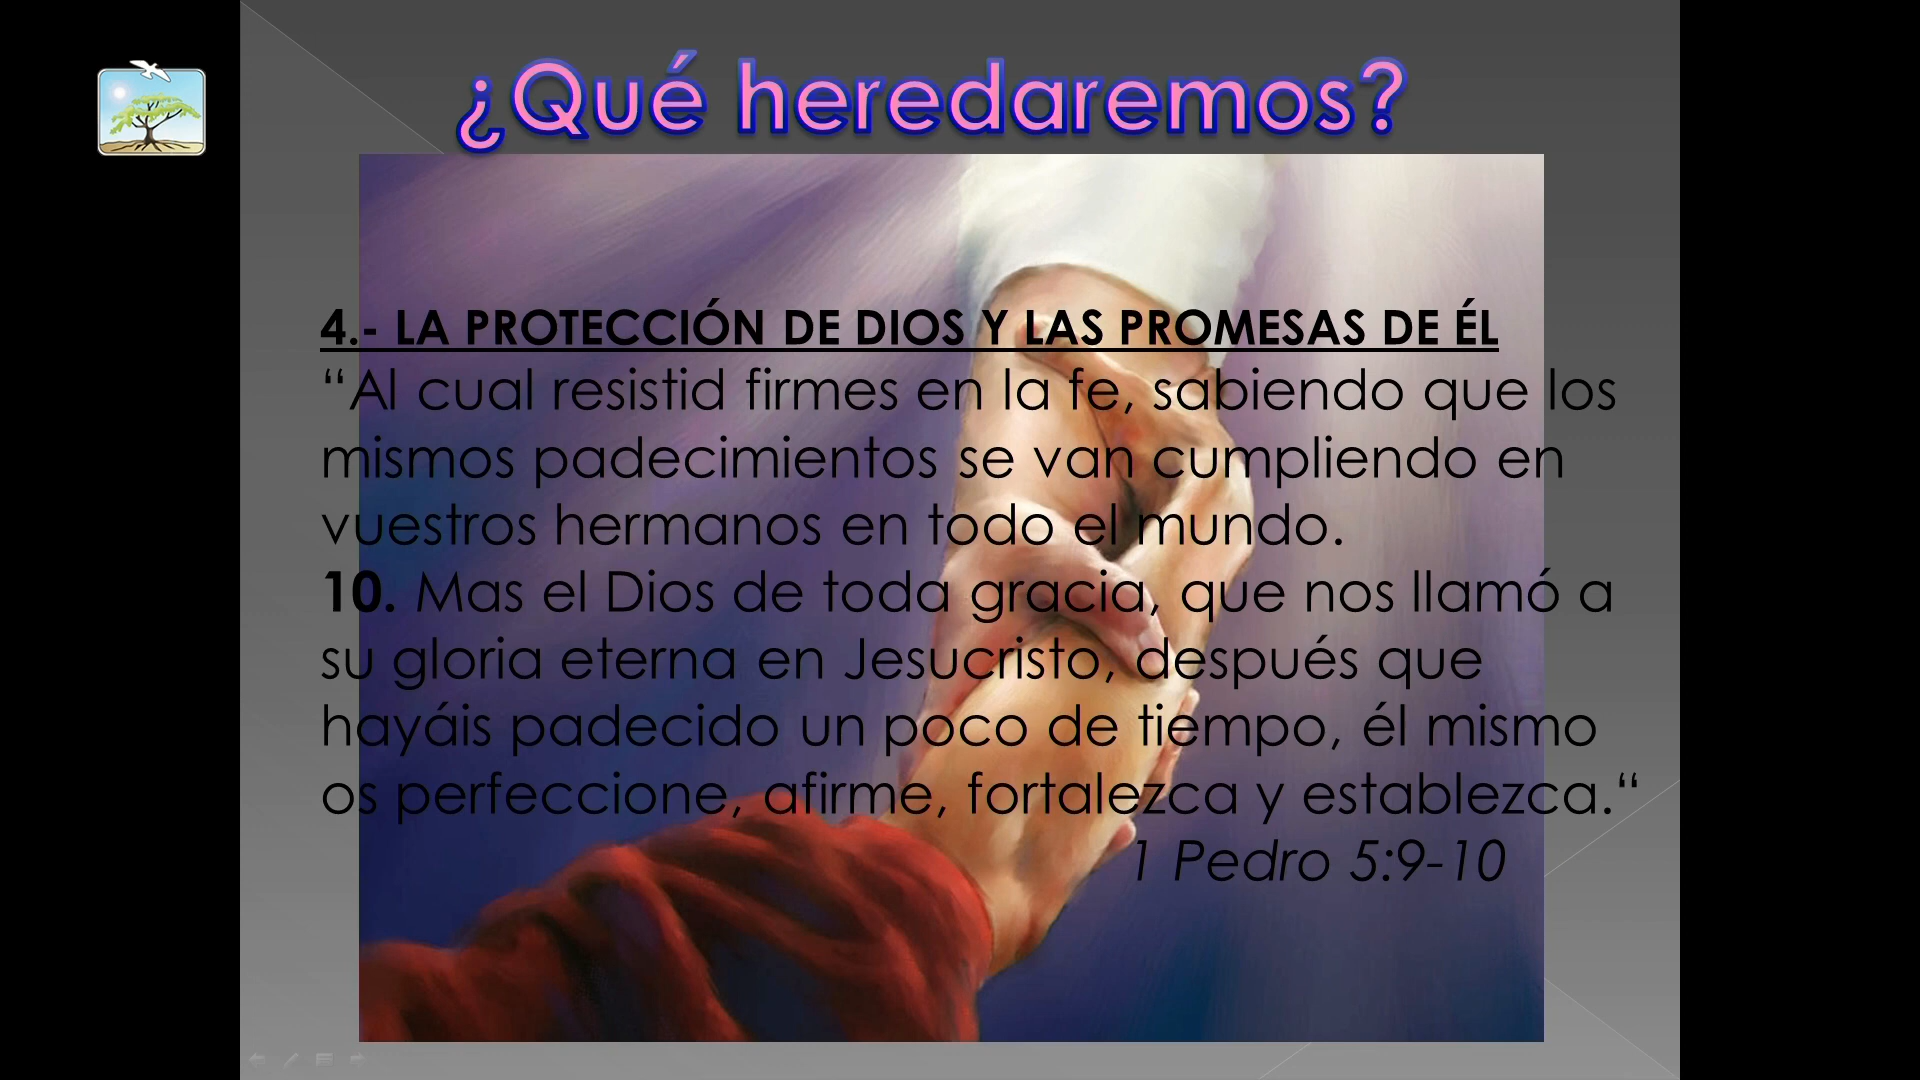 ¿Qué heredaremos?
4.- LA PROTECCIÓN DE DIOS Y LAS PROMESAS DE ÉL
“Al cual resistid firmes en la fe, sabiendo que los
mismos padecimientos se van cumpliendo en
vuestros hermanos en todo el mundo.
10. Mas el Dios de toda gracia, que nos llamó a
su gloria eterna en Jesucristo, después que
hayáis padecido un poco de tiempo, él mismo
os perfeccione, afirme, fortalezca y establezca.“
1 Pedro 5:9-10